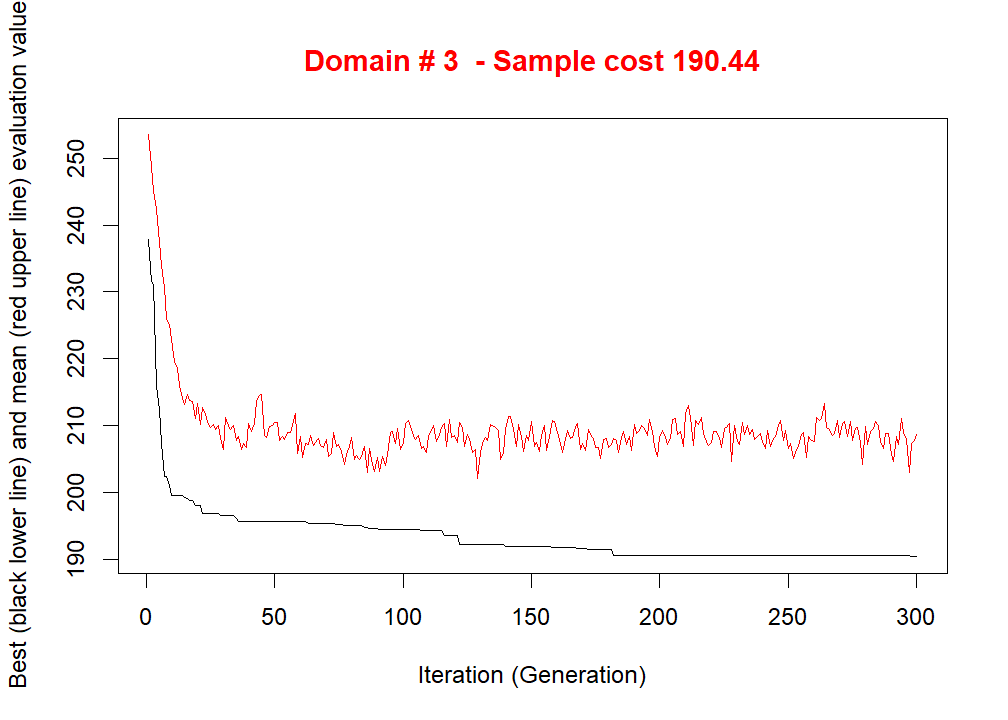 Domain # 3  - Sample cost 190.44
Best (black lower line) and mean (red upper line) evaluation value
250
240
230
220
210
200
190
0 50 100 150 200 250 300
Iteration (Generation)